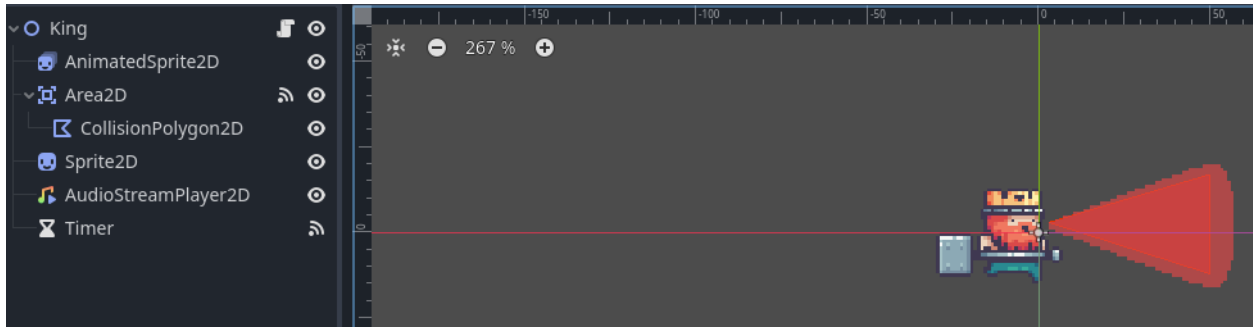 King
AnimatedSprite2D
Area2D
CollisionPolygon2D
Sprite2D
AudioStreamPlayer2D
Timer
-150 -100 -50 0 50
-50
267 %
0